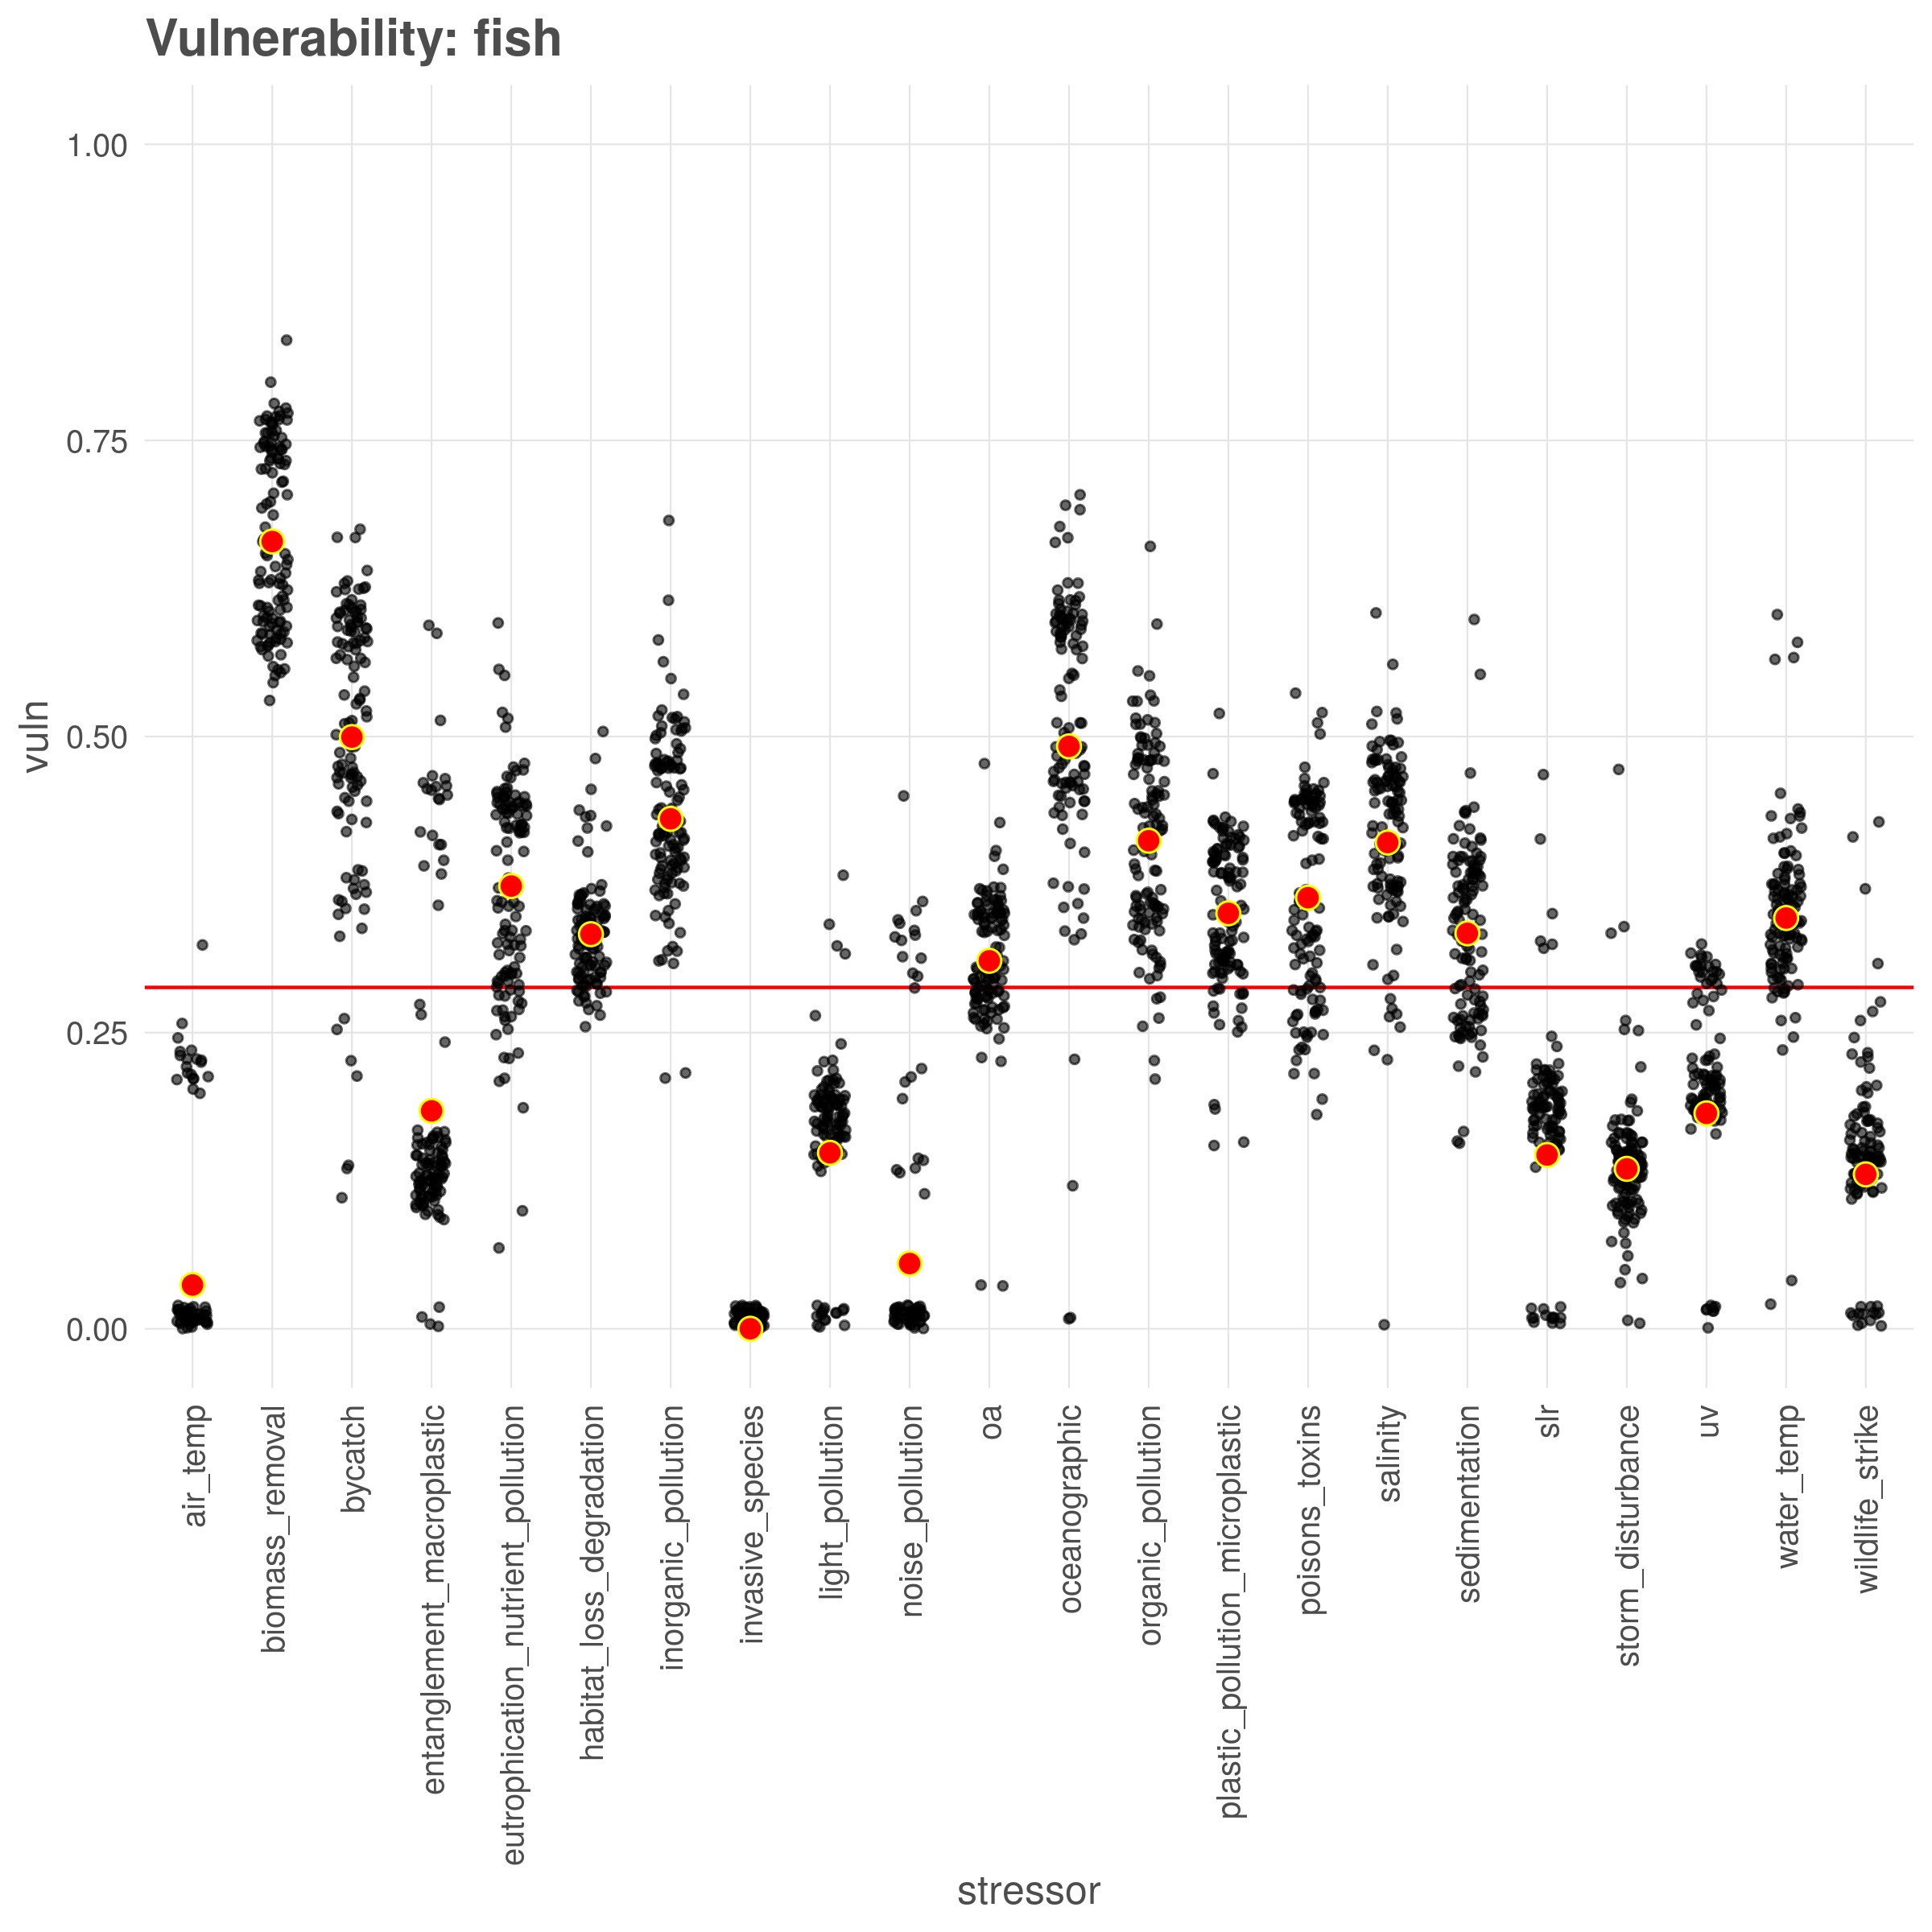 Vulnerability: fish
vuln
1.00
0.75
0.50
0.25
0.00
air_temp
biomass_removal
bycatch
entanglement_macroplastic
eutrophication_nutrient_pollution
habitat_loss_degradation
inorganic_pollution
invasive_species
light_pollution
noise_pollution
oa
oceanographic
organic_pollution
plastic_pollution_microplastic
poisons_toxins
salinity
sedimentation
slr
storm_disturbance
uv
water_temp
wildlife_strike
stressor